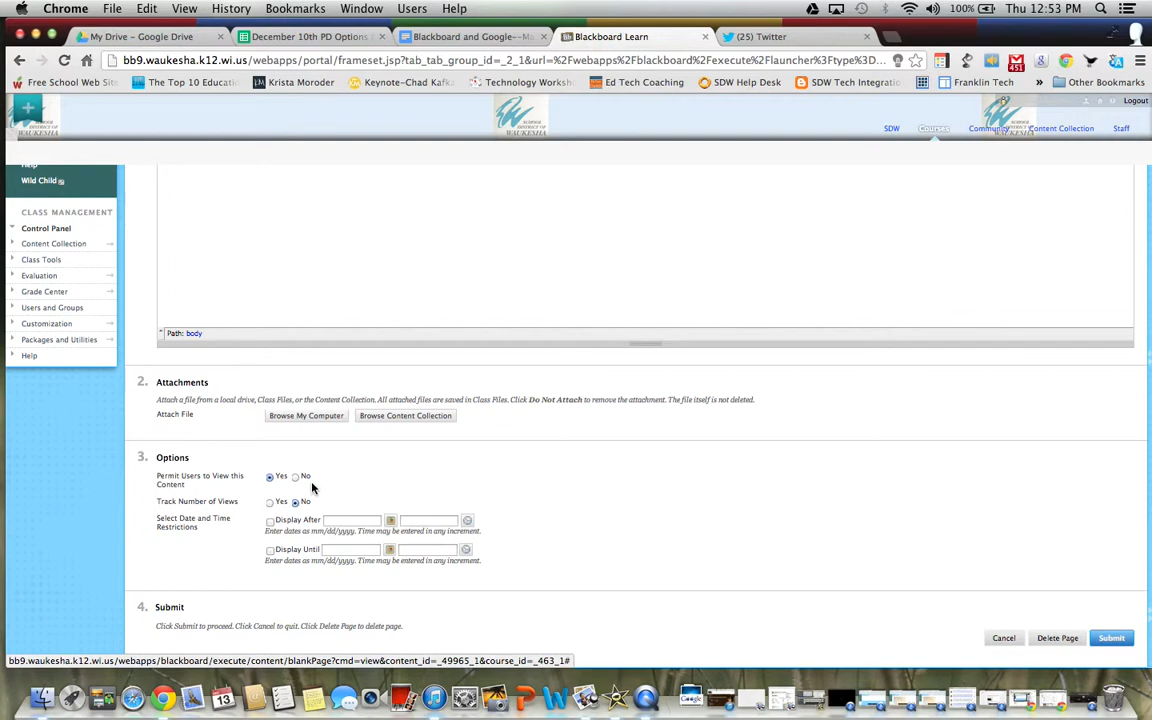 Chrome File Edit View History Bookmarks Window Users Help 100% Thu 12:53 PM
My Drive - Google Drive December 10th PD Options Blackboard and Google--Ma Blackboard Learn (25) Twitter
bb9.waukesha.k12.wi.us/webapps/portal/frameset.jsp?tab_tab_group_id=_2_1&url=%2Fwebapps%2Fblackboard%2Fexecute%2Flauncher%3Ftype%3D...
Free School Web Site The Top 10 Educatio Krista Moroder Keynote-Chad Kafka Technology Worksho Ed Tech Coaching SDW Help Desk SDW Tech Integratio Franklin Tech » Other Bookmarks
451
Logout
SCHOOL DISTRICT OF WAUKESHA
SDW Courses Community Content Collection Staff
Help
Wild Child
CLASS MANAGEMENT
Control Panel
Content Collection
Class Tools
Evaluation
Grade Center
Users and Groups
Customization
Packages and Utilities
Help
Path: body
2. Attachments
Attach a file from a local drive, Class Files, or the Content Collection. All attached files are saved in Class Files. Click Do Not Attach to remove the attachment. The file itself is not deleted.
Attach File Browse My Computer Browse Content Collection
3. Options
Permit Users to View this Content Yes No
Track Number of Views Yes No
Select Date and Time Restrictions Display After
Enter dates as mm/dd/yyyy. Time may be entered in any increment.
Display Until
Enter dates as mm/dd/yyyy. Time may be entered in any increment.
4. Submit
Click Submit to proceed. Click Cancel to quit. Click Delete Page to delete page.
Cancel Delete Page Submit
bb9.waukesha.k12.wi.us/webapps/blackboard/execute/content/blankPage?cmd=view&content_id=_49965_1&course_id=_463_1#
13